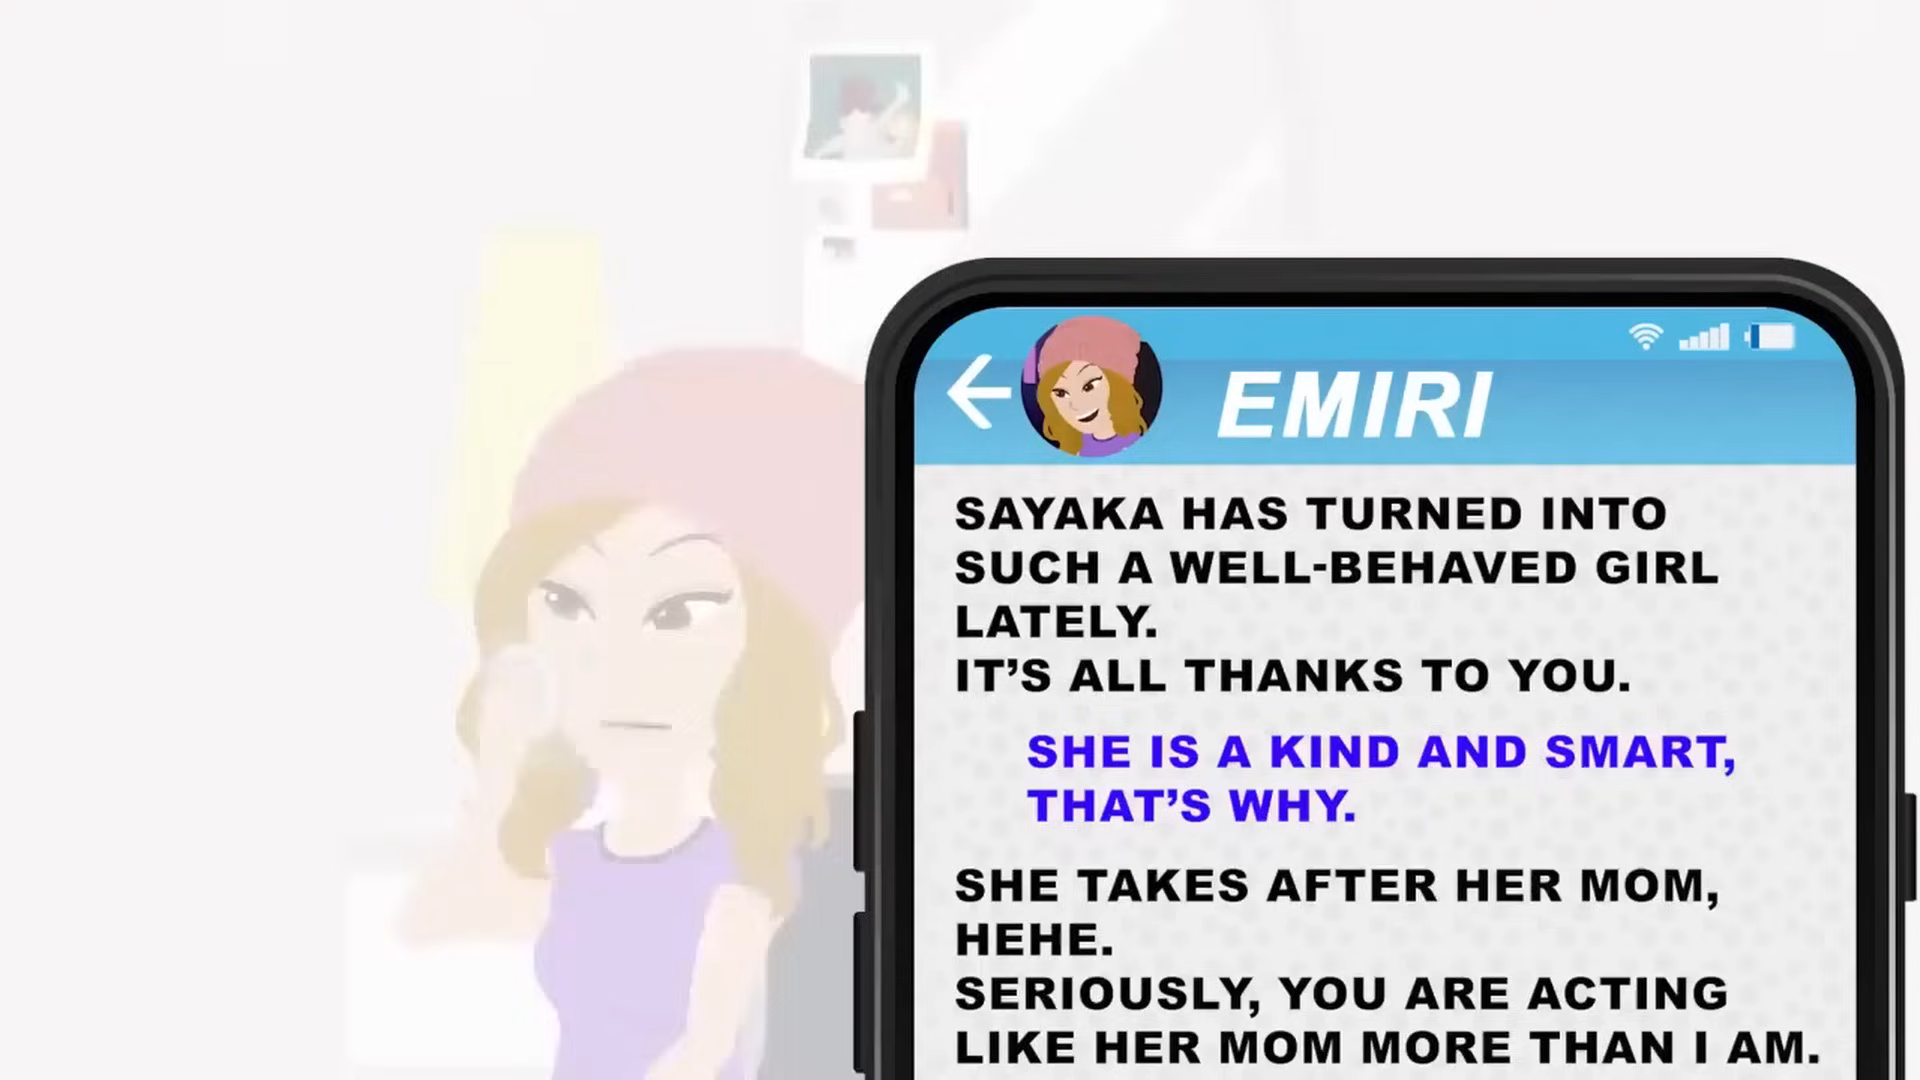 EMIRI
SAYAKA HAS TURNED INTO
SUCH A WELL-BEHAVED GIRL
LATELY.
IT'S ALL THANKS TO YOU.
SHE IS A KIND AND SMART,
THAT'S WHY.
SHE TAKES AFTER HER MOM,
HEHE.
SERIOUSLY, YOU ARE ACTING
LIKE HER MOM MORE THAN I AM.